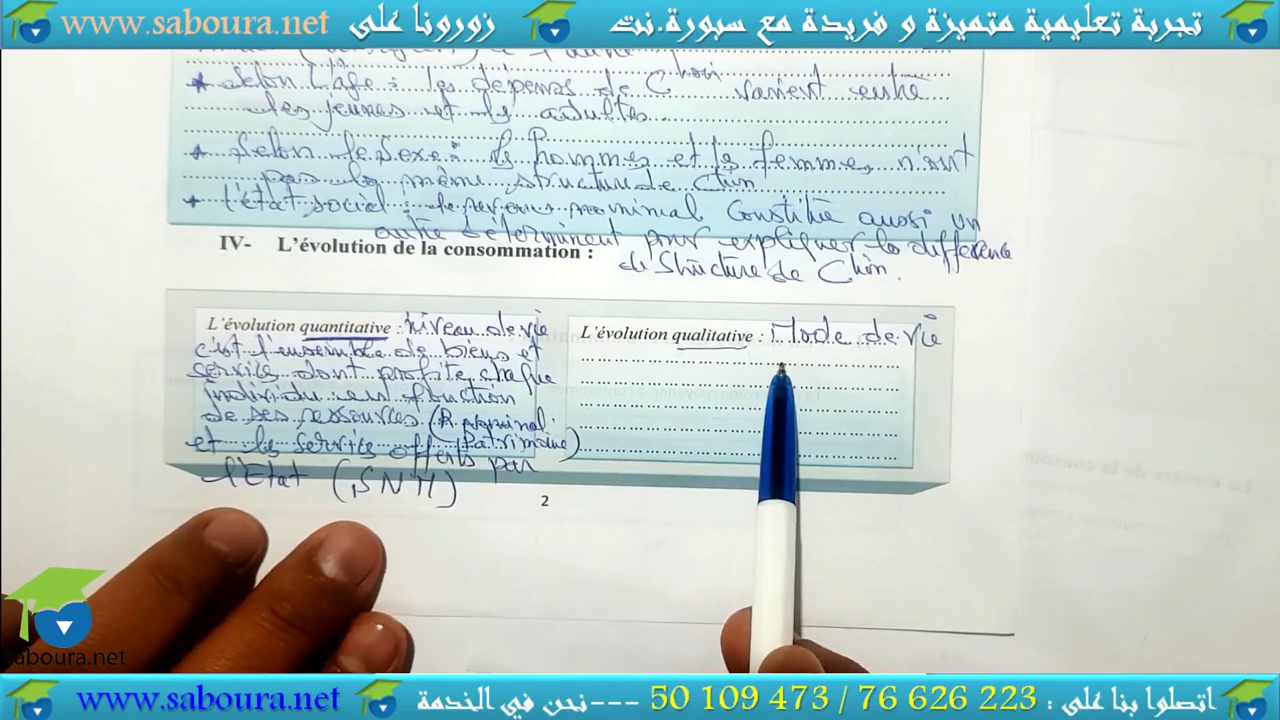 www.saboura.net زورونا على تجربة تعليمية متميزة و فريدة مع سبورة.نت
* Selon l'âge : les dépenses de C° varient entre
les jeunes et les adultes.
* Selon le sexe : les hommes et les femmes n'ont
pas la même structure de
* l'état social : le revenu nominal Constitue aussi un
autre déterminent pour expliquer la différence
de structure de
IV- L'évolution de la consommation :
L'évolution quantitative : niveau de vie
c'est l'ensemble de biens et
services dont profite chaque
individu en fonction
de ses ressources (R. nominal
Patrimoine)
et les services offerts par
l'Etat (SNM)
L'évolution qualitative : Mode de vie
2
saboura.net
www.saboura.net اتصلوا بنا على : 223 626 76 / 473 109 50 ---نحن في الخدمة